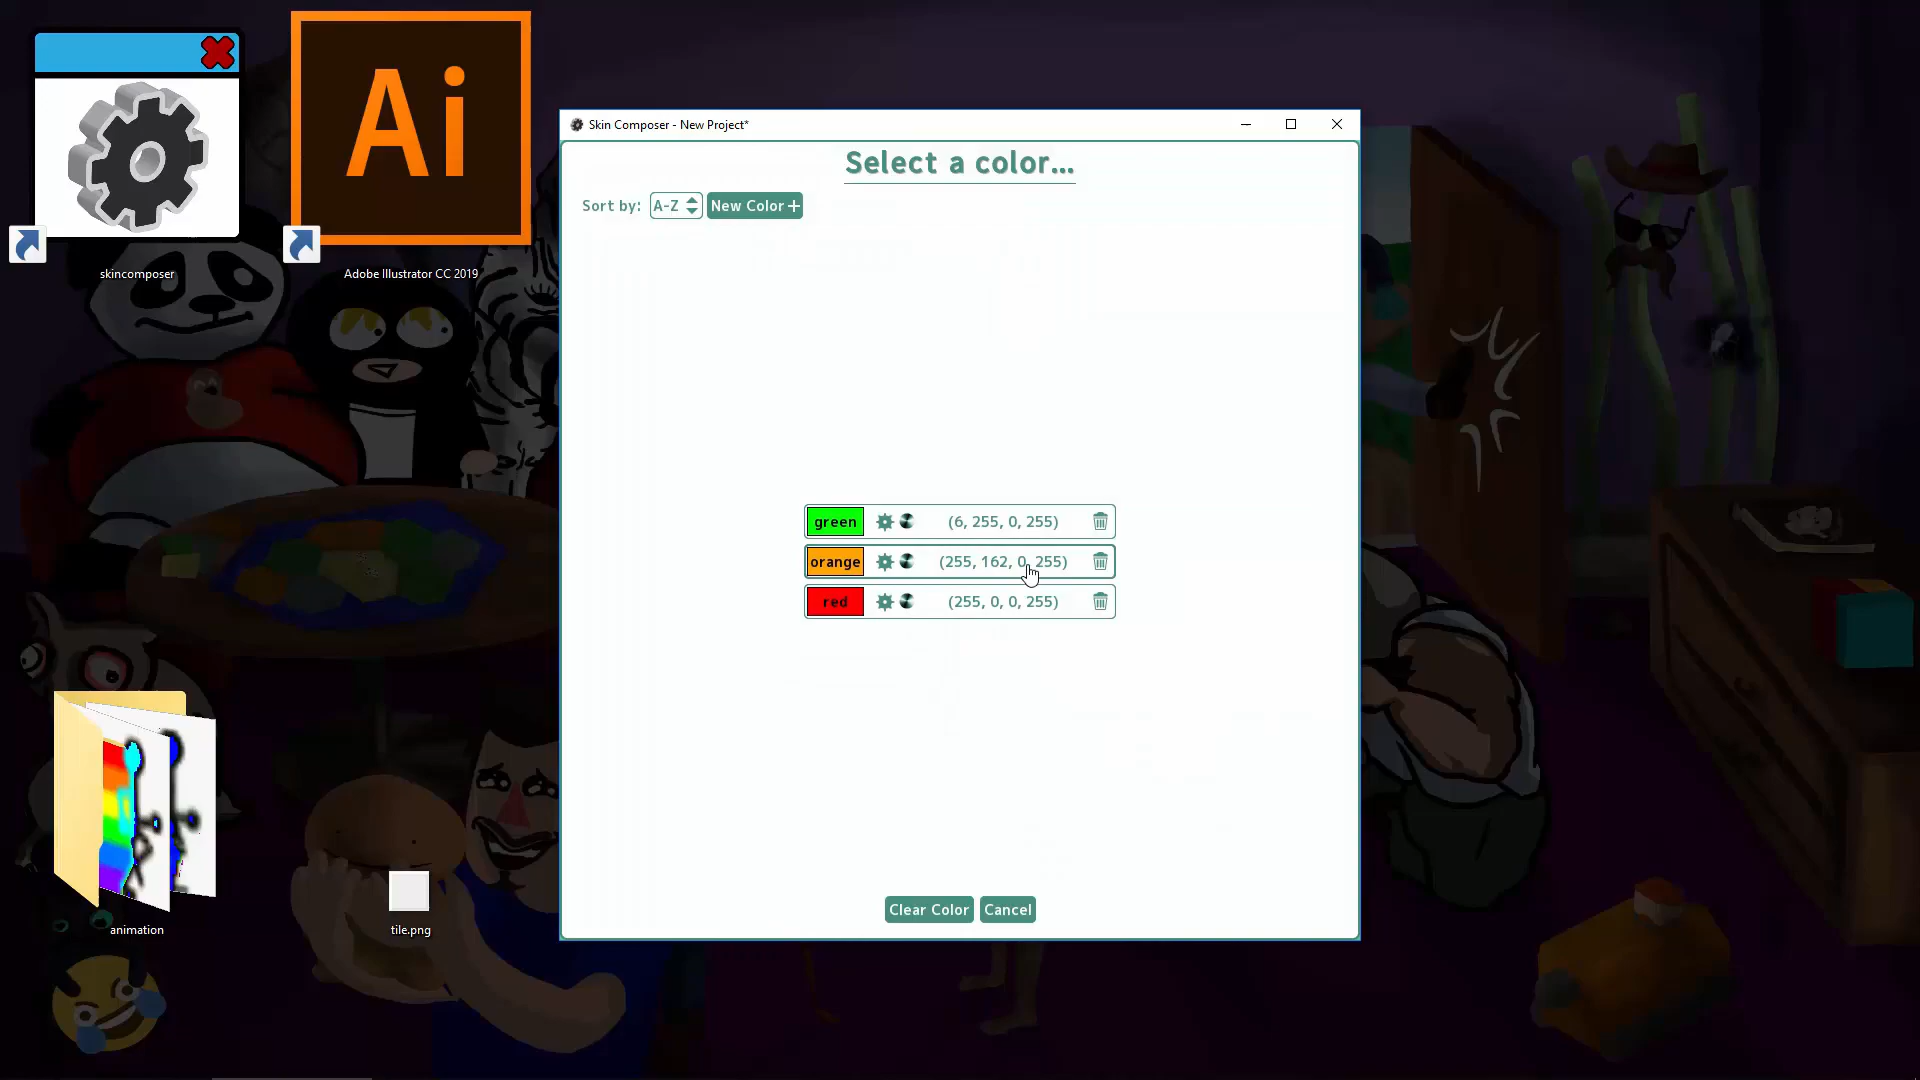 Ai
skincomposer
Adobe Illustrator CC 2019
Skin Composer - New Project*
Select a color...
Sort by: A-Z New Color
green (6, 255, 0, 255)
orange (255, 162, 0, 255)
red (255, 0, 0, 255)
Clear Color Cancel
animation
tile.png